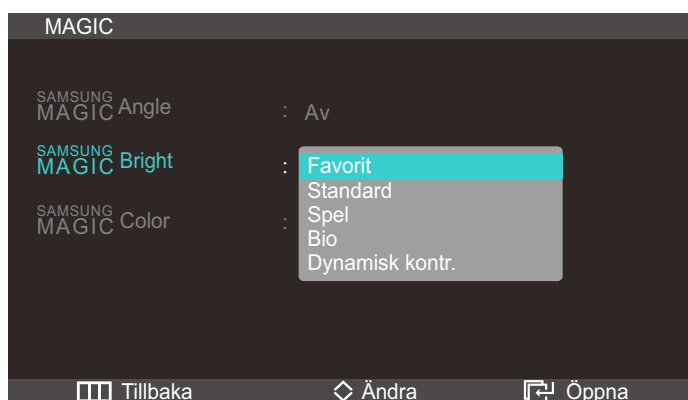 MAGIC
SAMSUNG
MAGIC Angle : Av
SAMSUNG
MAGIC Bright : Favorit
Standard
Spel
Bio
Dynamisk kontr.
SAMSUNG
MAGIC Color :
Tillbaka Ändra Öppna